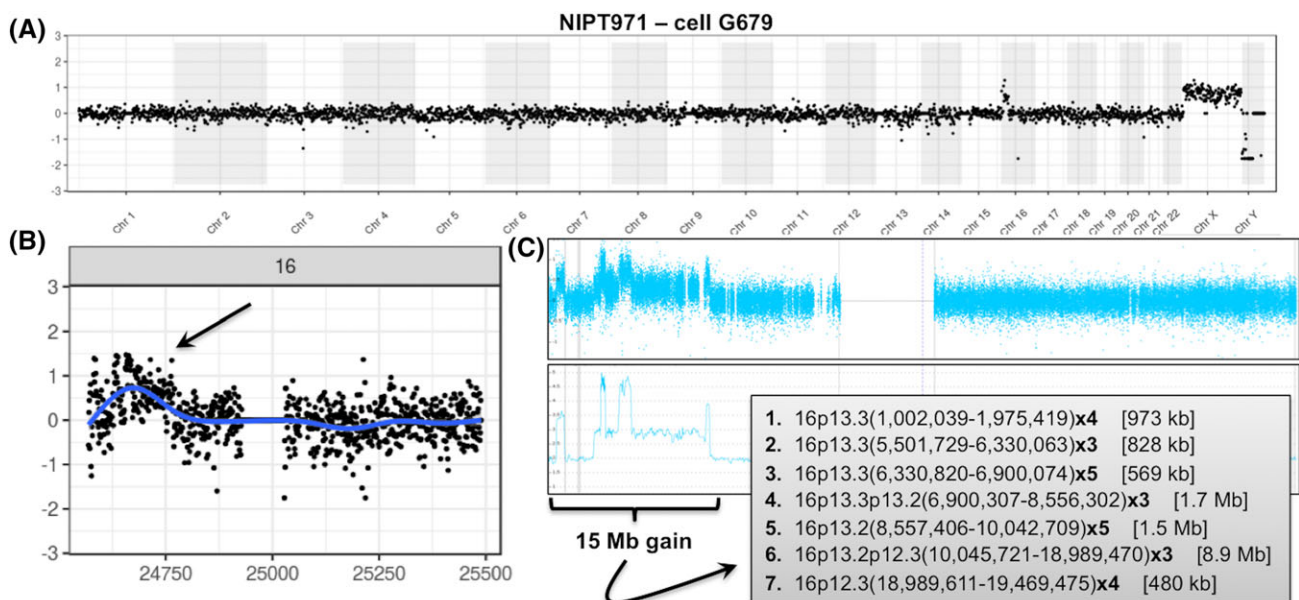 NIPT971 – cell G679
(A)
3
2
1
0
-1
-2
-3
Chr 1
Chr 2
Chr 3
Chr 4
Chr 5
Chr 6
Chr 7
Chr 8
Chr 9
Chr 10
Chr 11
Chr 12
Chr 13
Chr 14
Chr 15
Chr 16
Chr 17
Chr 18
Chr 19
Chr 20
Chr 21
Chr 22
Chr X
Chr Y
(B)
16
3
2
1
0
-1
-2
-3
24750
25000
25250
25500
(C)
15 Mb gain
1. 16p13.3(1,002,039-1,975,419)x4 [973 kb]
2. 16p13.3(5,501,729-6,330,063)x3 [828 kb]
3. 16p13.3(6,330,820-6,900,074)x5 [569 kb]
4. 16p13.3p13.2(6,900,307-8,556,302)x3 [1.7 Mb]
5. 16p13.2(8,557,406-10,042,709)x5 [1.5 Mb]
6. 16p13.2p12.3(10,045,721-18,989,470)x3 [8.9 Mb]
7. 16p12.3(18,989,611-19,469,475)x4 [480 kb]